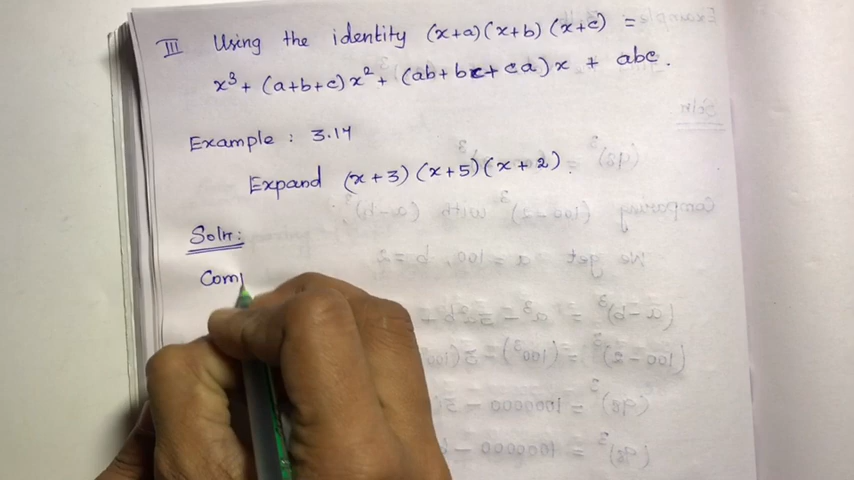 III Using the identity (x+a)(x+b)(x+c) =
x³ + (a+b+c)x² + (ab+bc+ca)x + abc.
Example : 3.14
Expand (x+3)(x+5)(x+2).
Soln:
Com